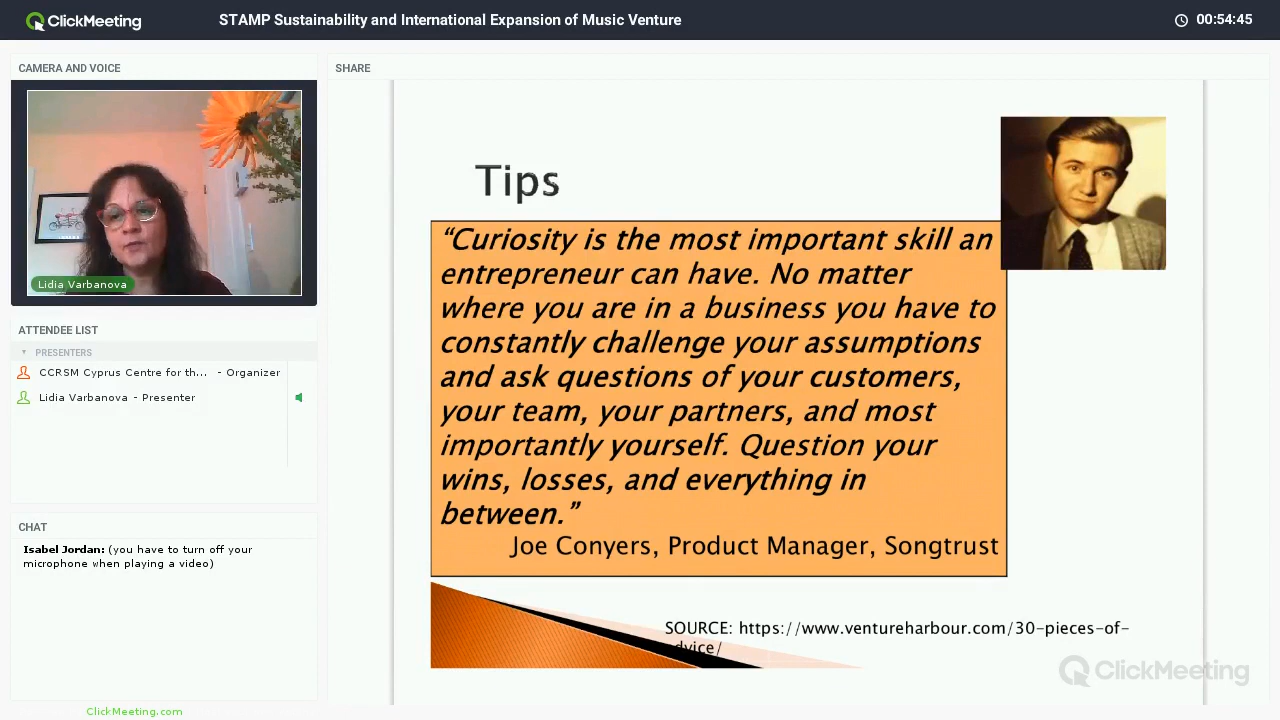 ClickMeeting
STAMP Sustainability and International Expansion of Music Venture
00:54:45
CAMERA AND VOICE
Lidia Varbanova
ATTENDEE LIST
PRESENTERS
CCRSM Cyprus Centre for th... - Organizer
Lidia Varbanova - Presenter
CHAT
Isabel Jordan: (you have to turn off your
microphone when playing a video)
ClickMeeting.com
SHARE
Tips
“Curiosity is the most important skill an
entrepreneur can have. No matter
where you are in a business you have to
constantly challenge your assumptions
and ask questions of your customers,
your team, your partners, and most
importantly yourself. Question your
wins, losses, and everything in
between.”
Joe Conyers, Product Manager, Songtrust
SOURCE: https://www.ventureharbour.com/30-pieces-of-
dvice/
ClickMeeting